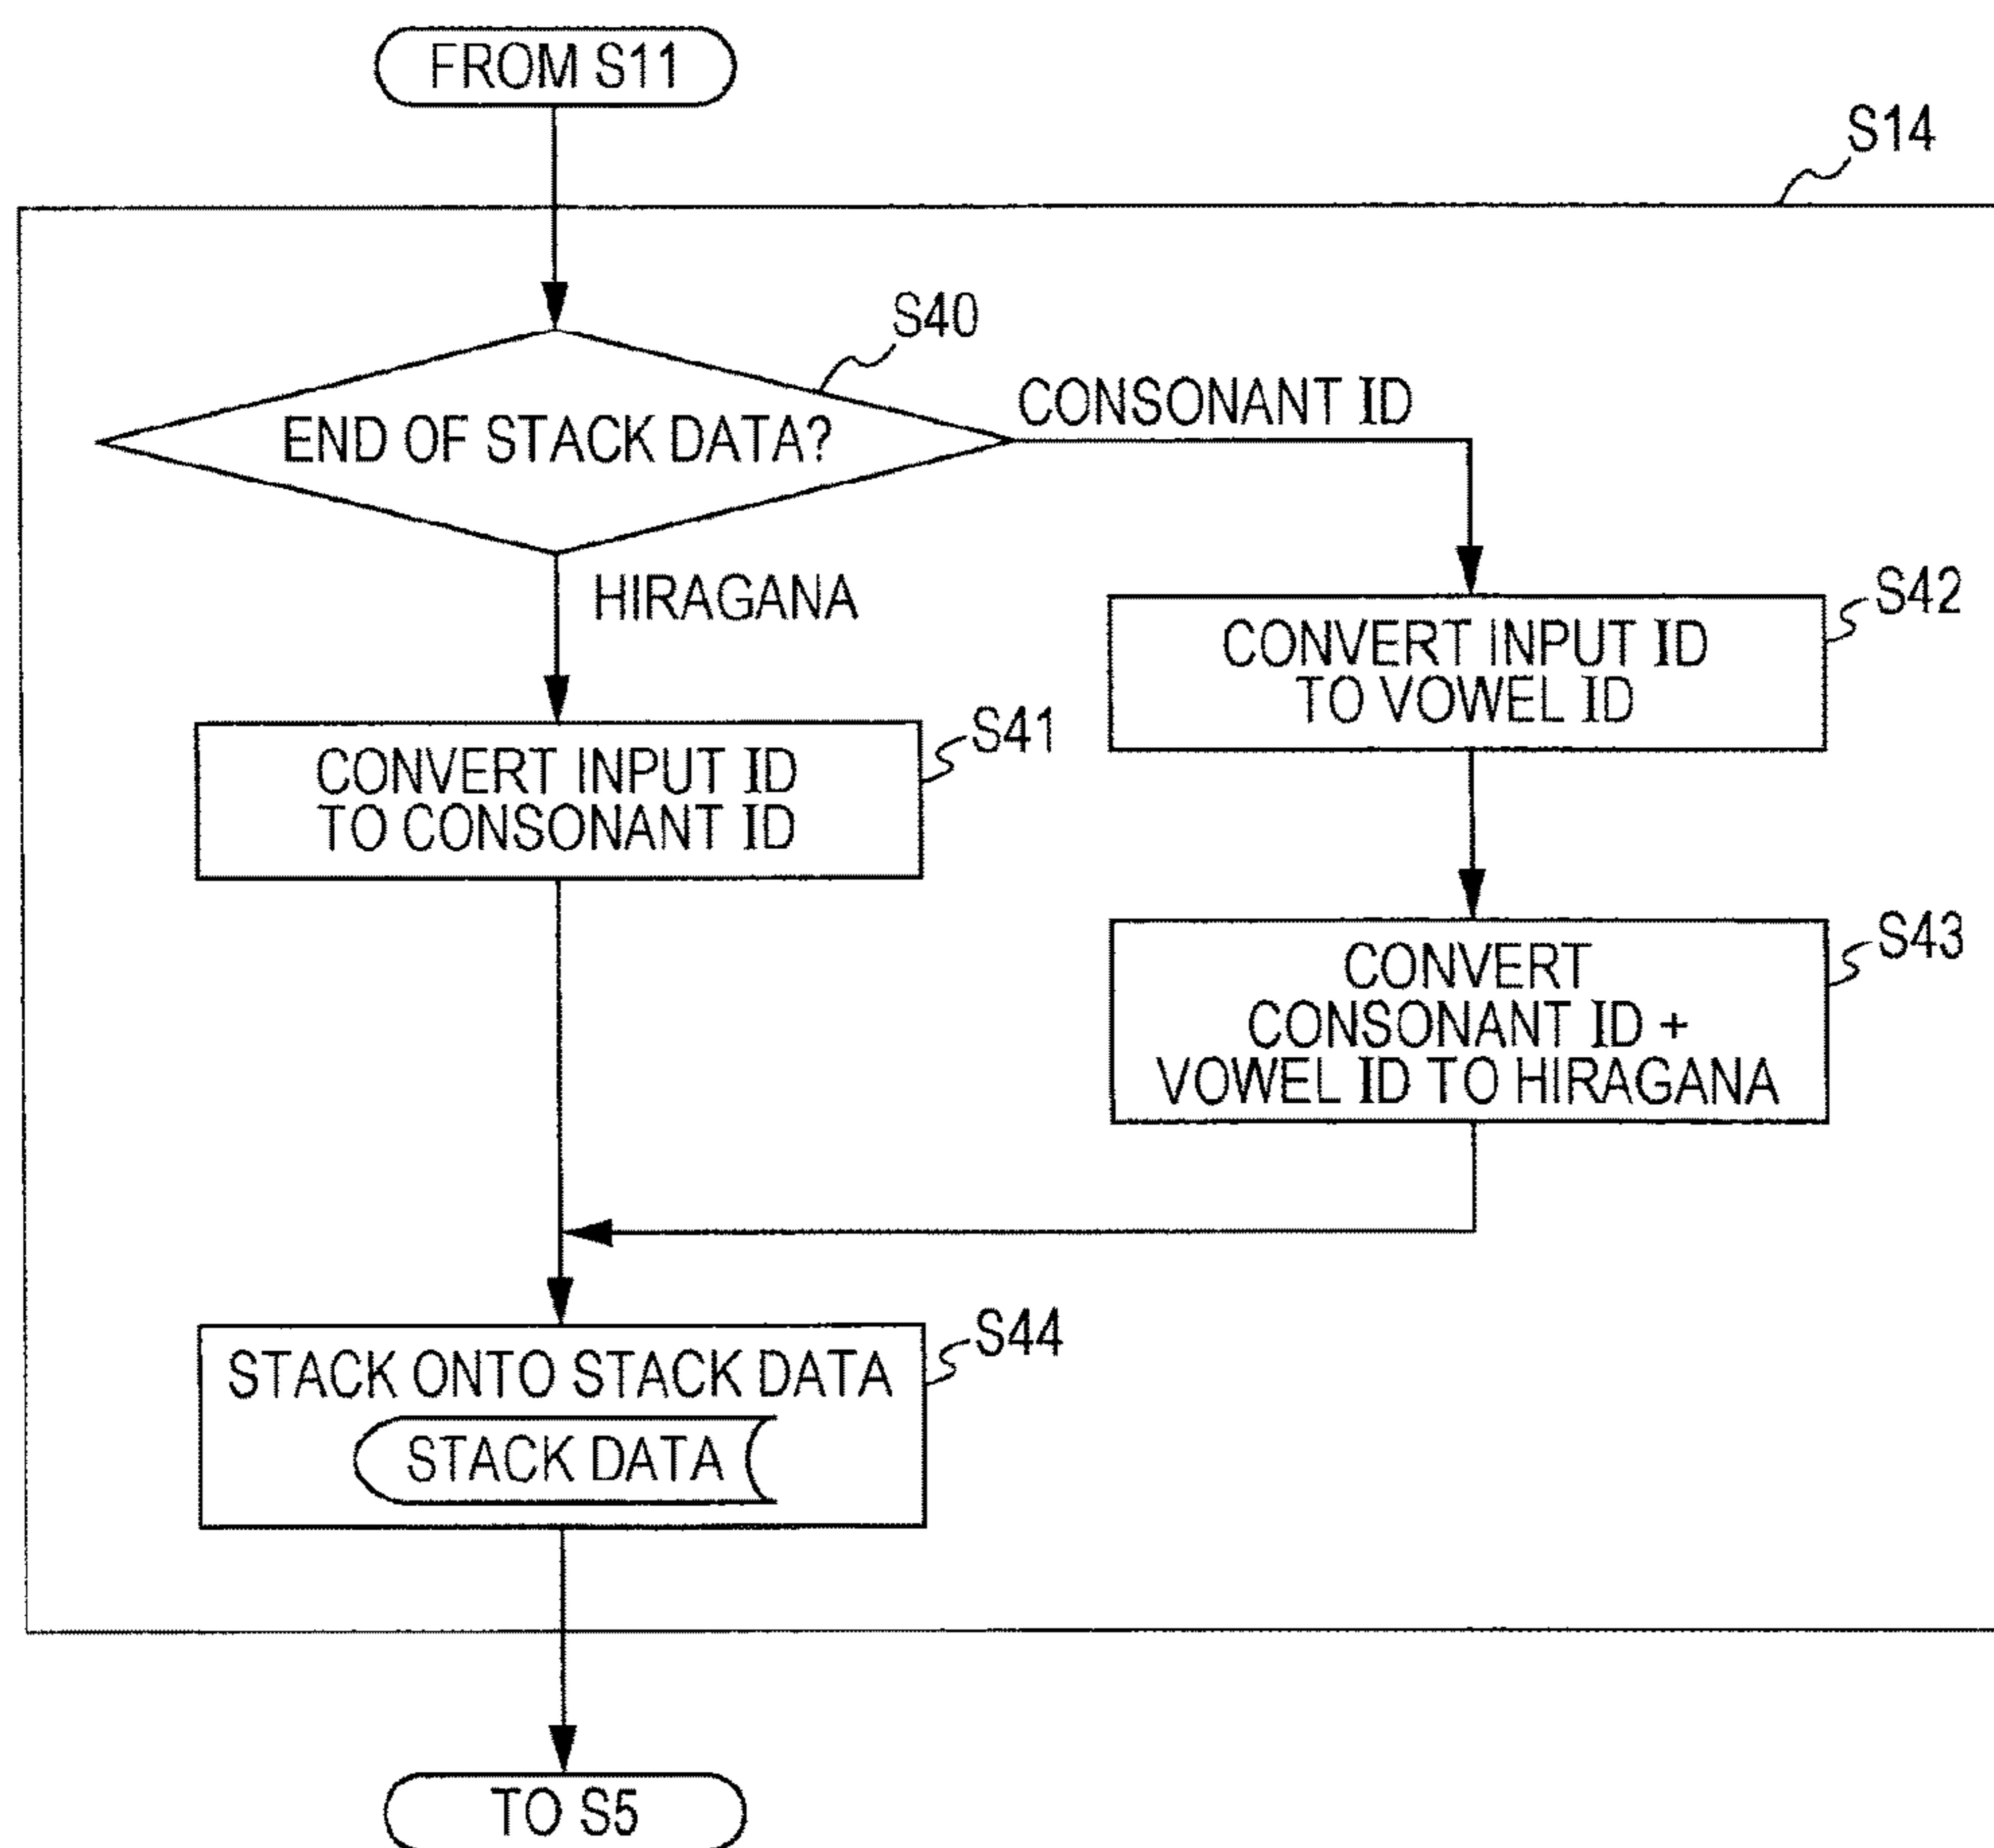 FROM S11
S14
S40
END OF STACK DATA?
CONSONANT ID
HIRAGANA
S42
CONVERT INPUT ID
TO VOWEL ID
S41
CONVERT INPUT ID
TO CONSONANT ID
S43
CONVERT
CONSONANT ID +
VOWEL ID TO HIRAGANA
S44
STACK ONTO STACK DATA
STACK DATA
TO S5